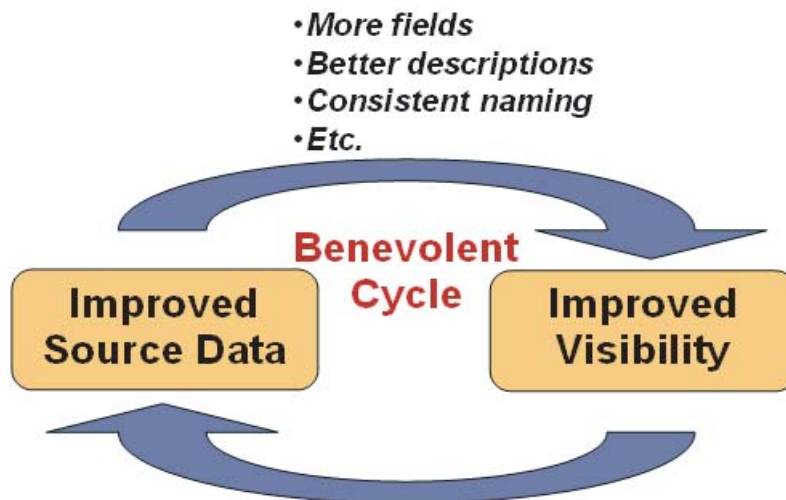 •More fields
•Better descriptions
•Consistent naming
•Etc.
Benevolent
Cycle
Improved
Source Data
Improved
Visibility